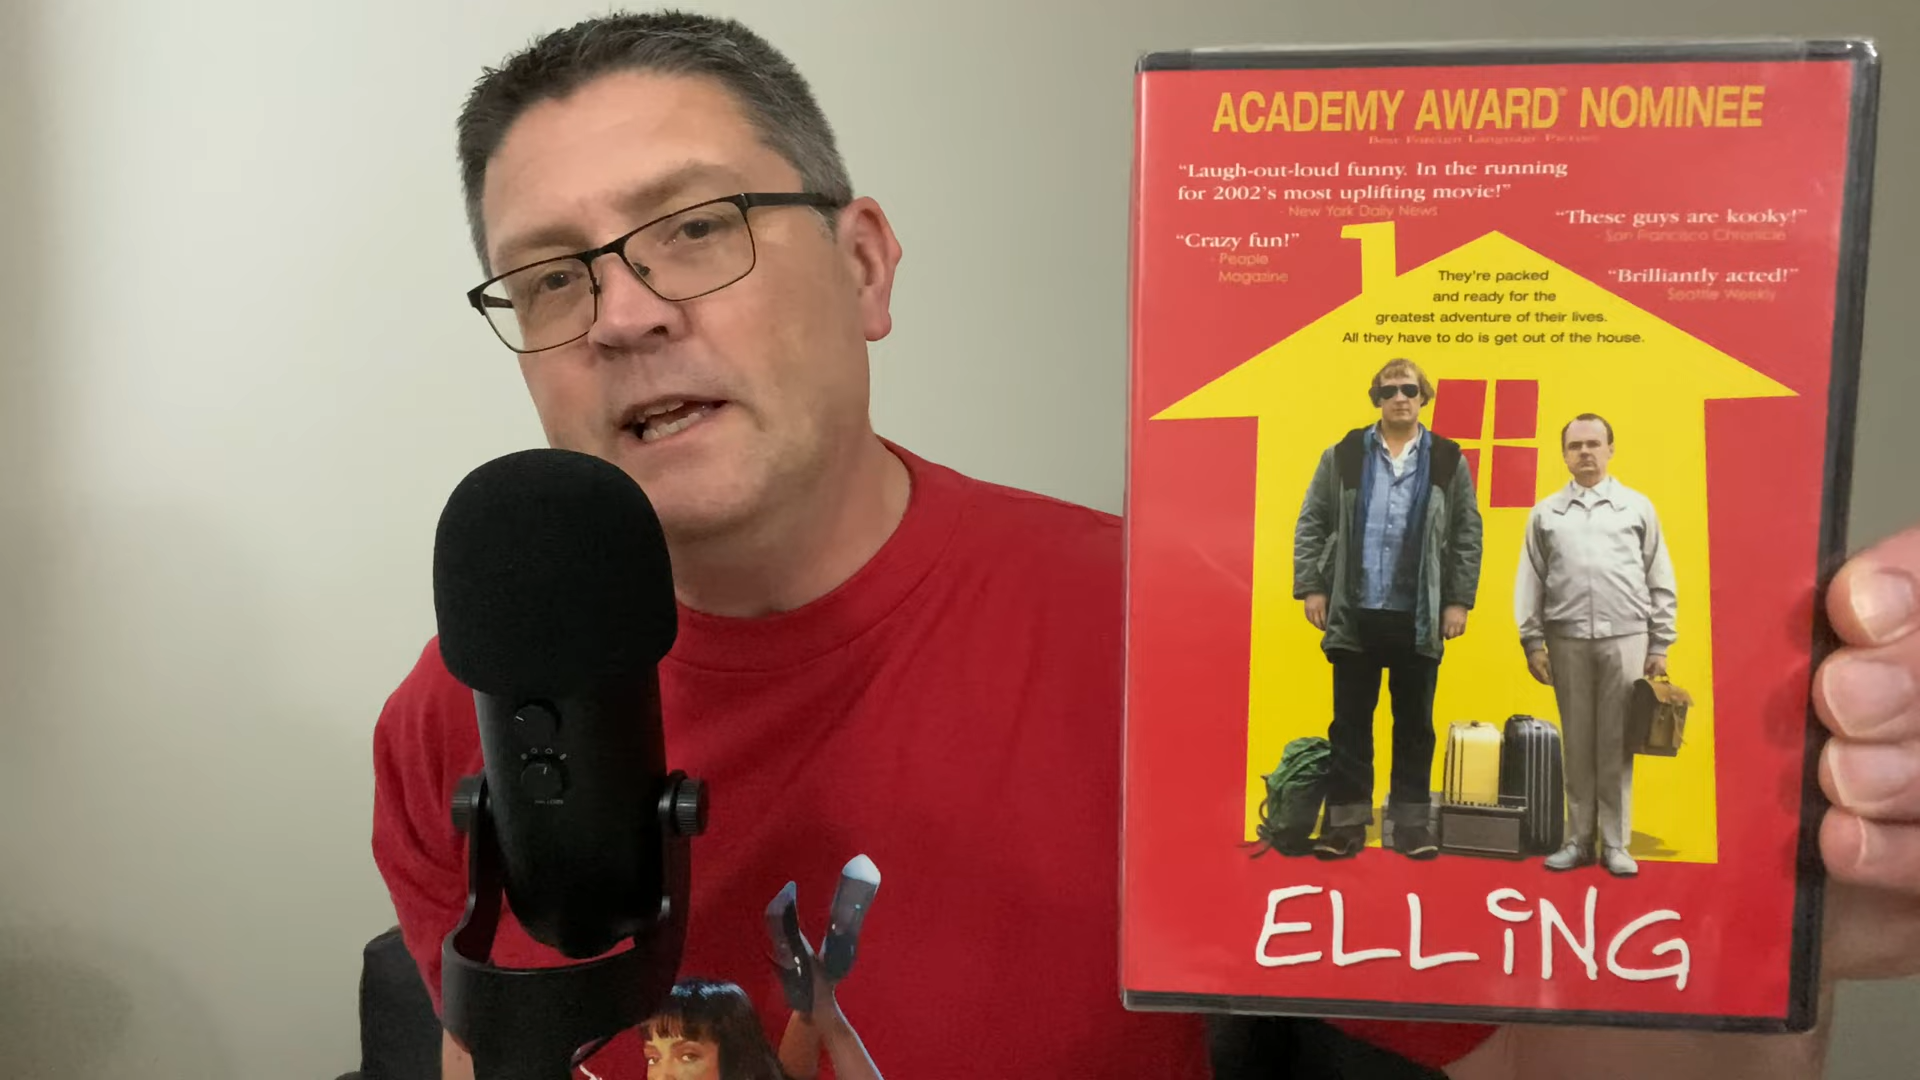 ACADEMY AWARD® NOMINEE
Best Foreign Language Picture
“Laugh-out-loud funny. In the running
for 2002’s most uplifting movie!”
- New York Daily News
“These guys are kooky!”
- San Francisco Chronicle
“Crazy fun!”
- People
Magazine
“Brilliantly acted!”
Seattle Weekly
They're packed
and ready for the
greatest adventure of their lives.
All they have to do is get out of the house.
ELLiNG